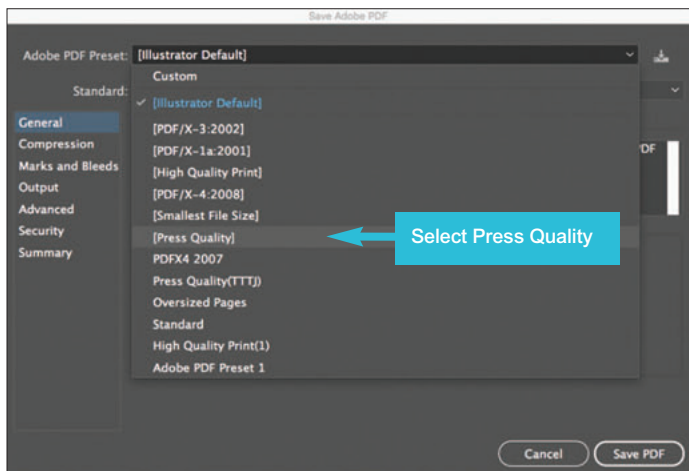 Save Adobe PDF
Adobe PDF Preset: [Illustrator Default]
Custom
Standard:
[Illustrator Default]
General
[PDF/X-3:2002]
Compression
[PDF/X-1a:2001]
PDF
Marks and Bleeds
[High Quality Print]
Output
[PDF/X-4:2008]
Advanced
[Smallest File Size]
Security
[Press Quality]
Select Press Quality
Summary
PDFX4 2007
Press Quality(TTTJ)
Oversized Pages
Standard
High Quality Print(1)
Adobe PDF Preset 1
Cancel
Save PDF